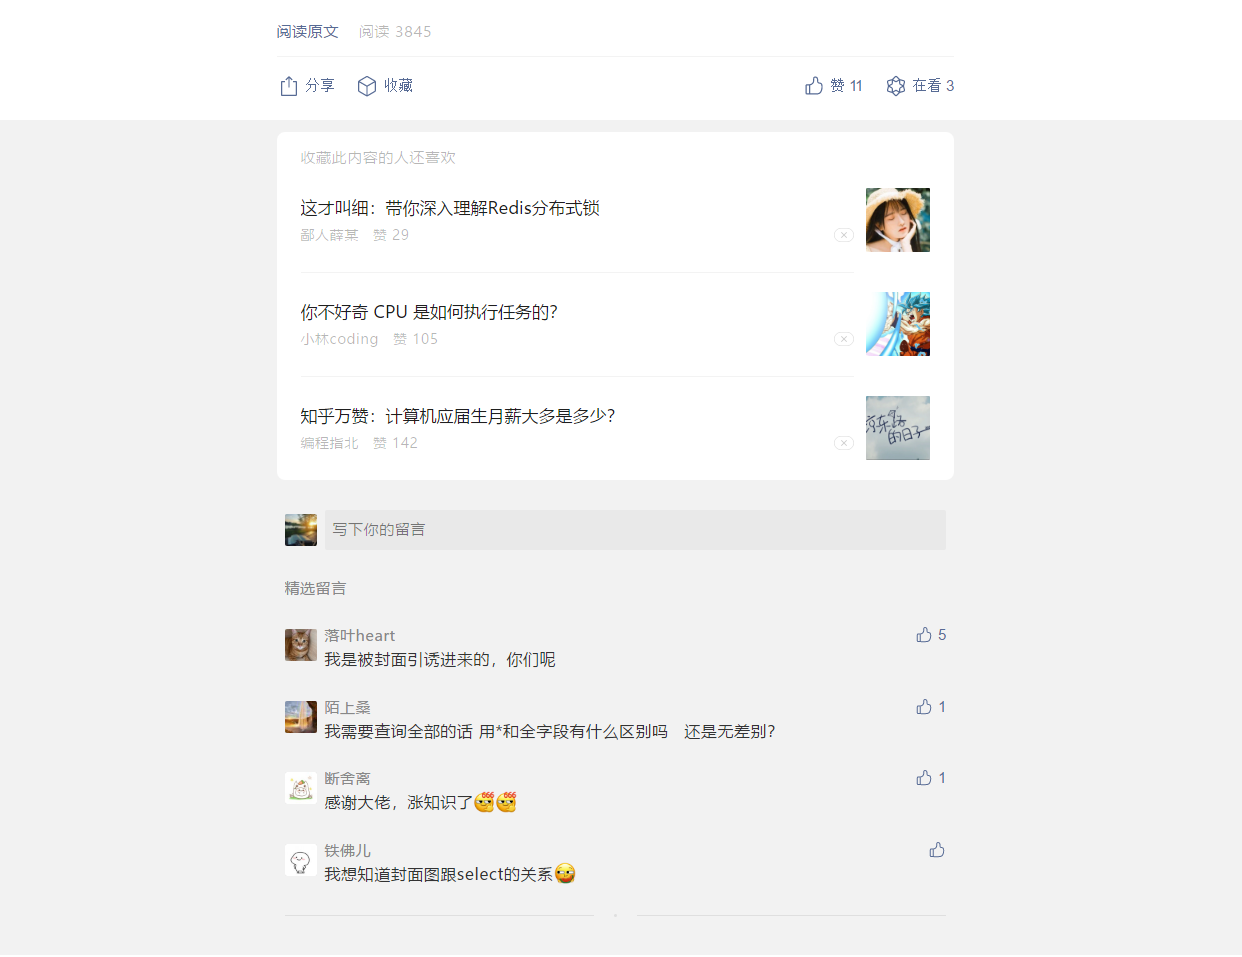 阅读原文 阅读 3845
分享 收藏 赞 11 在看 3
收藏此内容的人还喜欢
这才叫细：带你深入理解Redis分布式锁
鄙人薛某 赞 29
你不好奇 CPU 是如何执行任务的？
小林coding 赞 105
知乎万赞：计算机应届生月薪大多是多少？
编程指北 赞 142
京东
的日子
写下你的留言
精选留言
落叶heart 5
我是被封面引诱进来的，你们呢
陌上桑 1
我需要查询全部的话 用*和全字段有什么区别吗 还是无差别？
断舍离 1
感谢大佬，涨知识了
铁佛儿
我想知道封面图跟select的关系